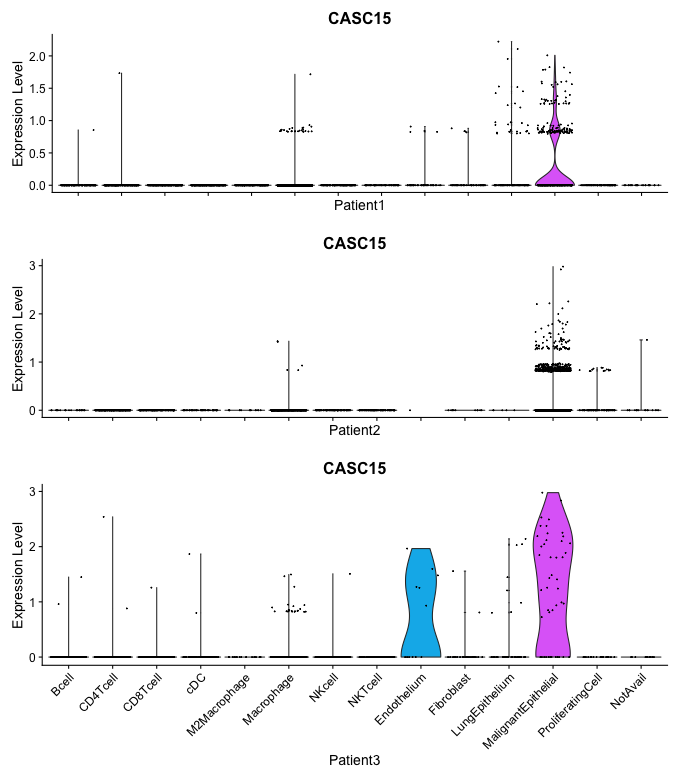 CASC15
Expression Level
2.0
1.5
1.0
0.5
0.0
Patient1
CASC15
Expression Level
3
2
1
0
Patient2
CASC15
Expression Level
3
2
1
0
Bcell
CD4Tcell
CD8Tcell
cDC
M2Macrophage
Macrophage
NKcell
NKTcell
Endothelium
Fibroblast
LungEpithelium
MalignantEpithelial
ProliferatingCell
NotAvail
Patient3